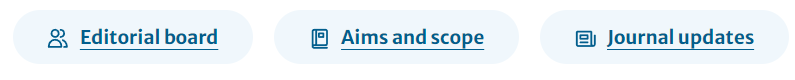 Editorial board
Aims and scope
Journal updates